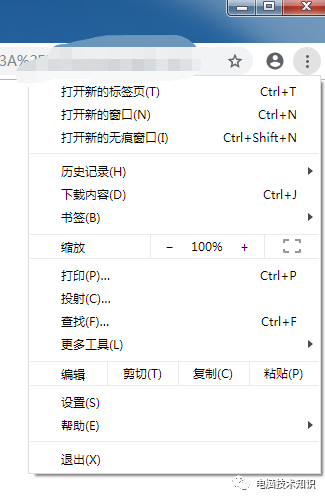 3A%2
打开新的标签页(T) Ctrl+T
打开新的窗口(N) Ctrl+N
打开新的无痕窗口(I) Ctrl+Shift+N
历史记录(H)
下载内容(D) Ctrl+J
书签(B)
缩放 − 100% +
打印(P)... Ctrl+P
投射(C)...
查找(F)... Ctrl+F
更多工具(L)
编辑 剪切(T) 复制(C) 粘贴(P)
设置(S)
帮助(E)
退出(X)
电脑技术知识